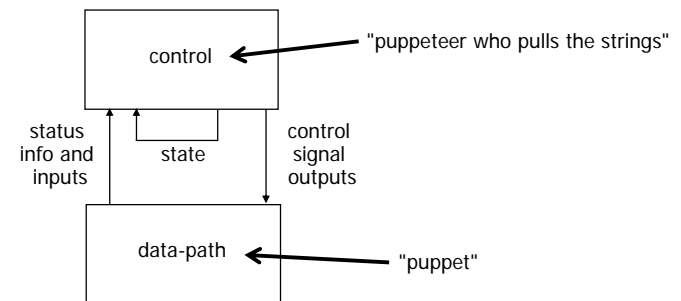 "puppeteer who pulls the strings"
control
status
info and
inputs
state
control
signal
outputs
data-path
"puppet"